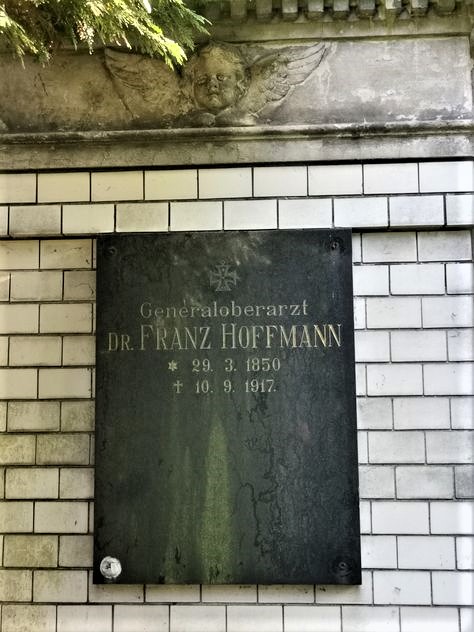 Generaloberarzt
DR. FRANZ HOFFMANN
* 29. 3. 1850
† 10. 9. 1917.